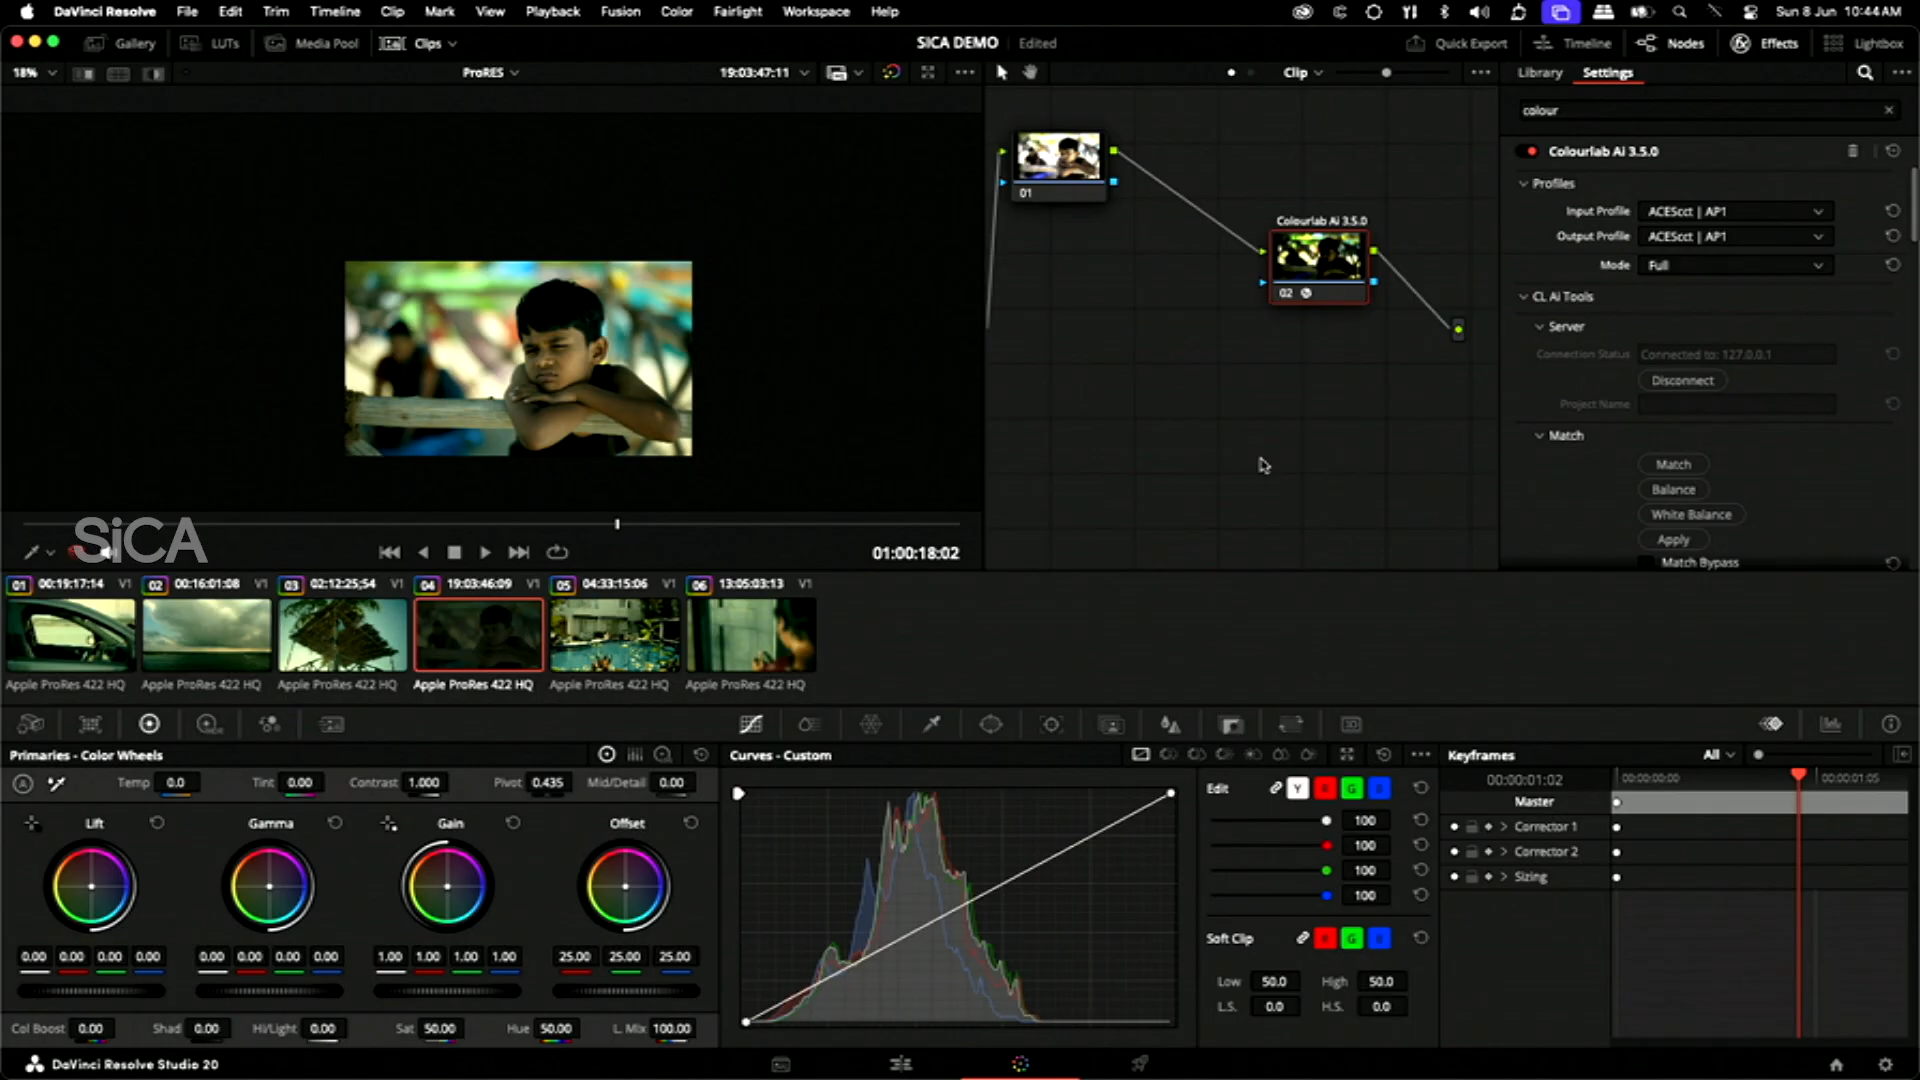 DaVinci Resolve File Edit Trim Timeline Clip Mark View Playback Fusion Color Fairlight Workspace Help
Sun 8 Jun 10:44AM
Gallery LUTs Media Pool Clips
SICA DEMO Edited
Quick Export Timeline Nodes Effects Lightbox
18%
ProRES
19:03:47:11
Clip
Library Settings
colour
Colourlab Ai 3.5.0
Profiles
Input Profile ACEScct | AP1
Output Profile ACEScct | AP1
Mode Full
CL Ai Tools
Server
Connection Status Connected to: 127.0.0.1
Disconnect
Project Name
Match
Match
Balance
White Balance
Apply
Match Bypass
01
Colourlab Ai 3.5.0
02
SiCA
01:00:18:02
01 00:19:17:14 V1 02 00:16:01:08 V1 03 02:12:25;54 V1 04 19:03:46:09 V1 05 04:33:15:06 V1 06 13:05:03:13 V1
Apple ProRes 422 HQ Apple ProRes 422 HQ Apple ProRes 422 HQ Apple ProRes 422 HQ Apple ProRes 422 HQ Apple ProRes 422 HQ
Primaries - Color Wheels
Temp 0.0 Tint 0.00 Contrast 1.000 Pivot 0.435 Mid/Detail 0.00
Lift Gamma Gain Offset
0.00 0.00 0.00 0.00 0.00 0.00 0.00 0.00 1.00 1.00 1.00 1.00 25.00 25.00 25.00
Col Boost 0.00 Shad 0.00 Hi/Light 0.00 Sat 50.00 Hue 50.00 L. Mix 100.00
Curves - Custom
Edit Y R G B
100
100
100
100
Soft Clip R G B
Low 50.0 High 50.0
L.S. 0.0 H.S. 0.0
Keyframes All
00:00:01:02 00:00:00:00 00:00:01:05
Master
Corrector 1
Corrector 2
Sizing
DaVinci Resolve Studio 20